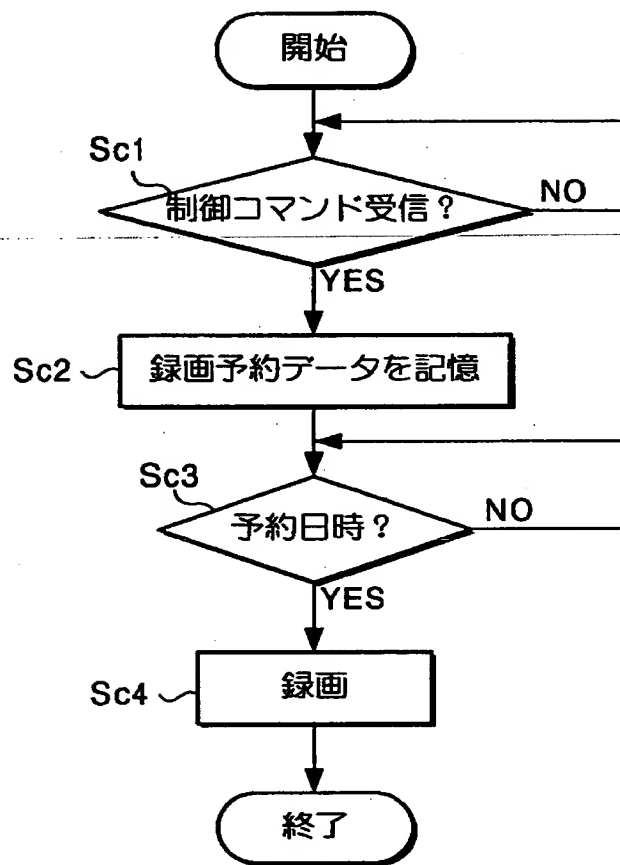 開始
Sc1
制御コマンド受信?
NO
YES
Sc2
録画予約データを記憶
Sc3
予約日時?
NO
YES
Sc4
録画
終了